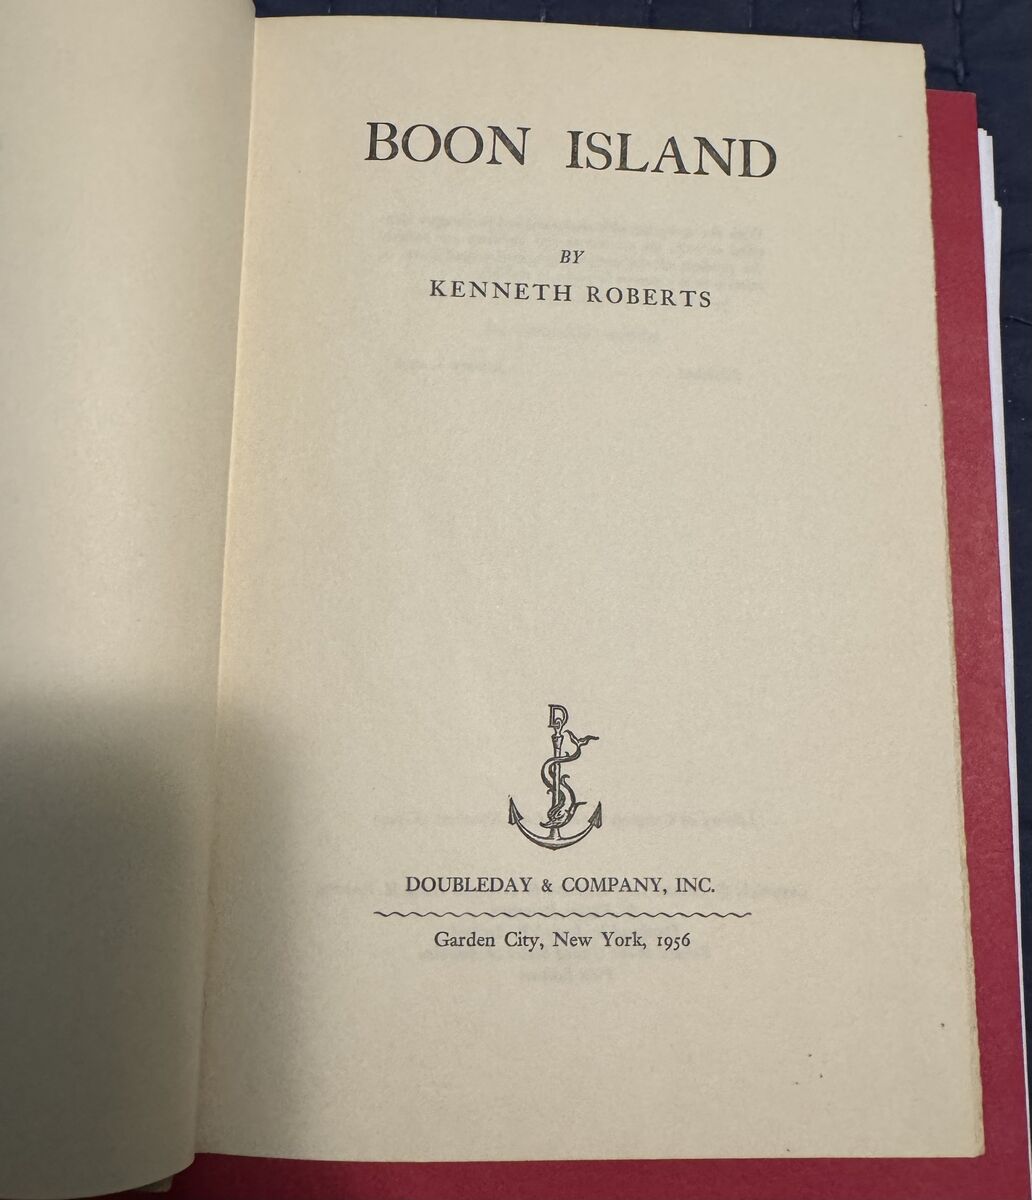 BOON ISLAND
BY
KENNETH ROBERTS
D
DOUBLEDAY & COMPANY, INC.
Garden City, New York, 1956